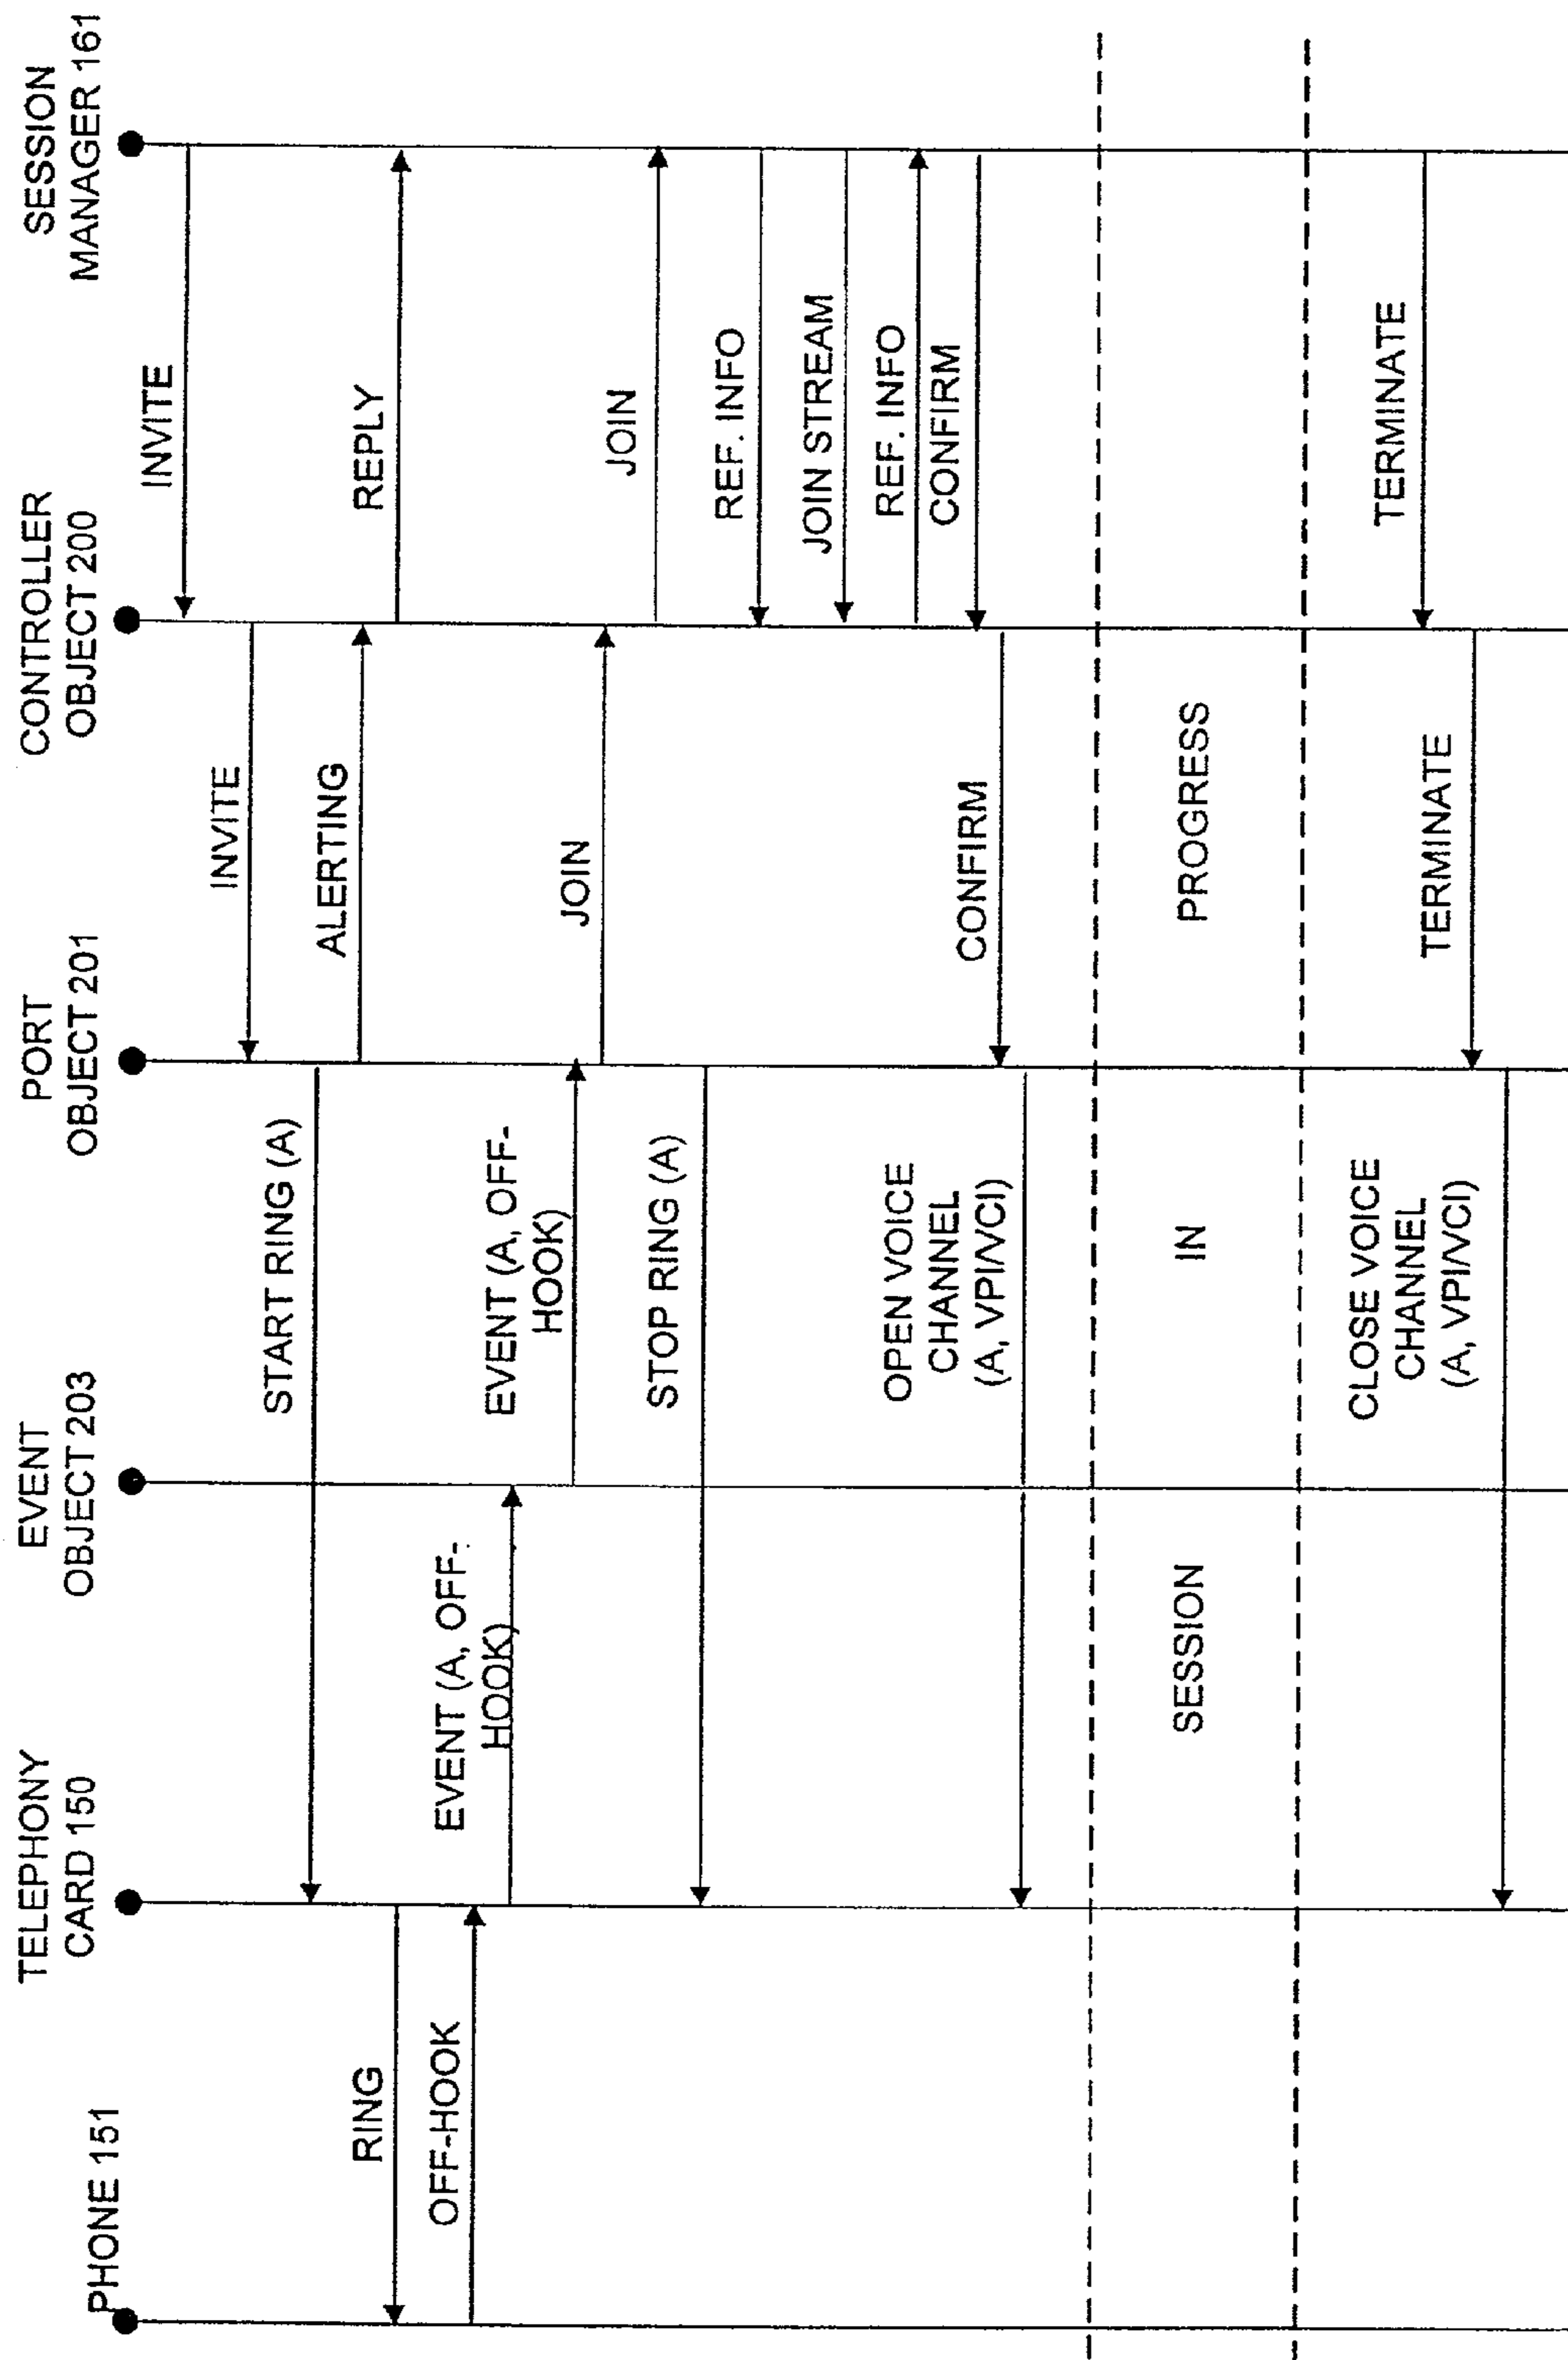 PHONE 151
TELEPHONY
CARD 150
EVENT
OBJECT 203
PORT
OBJECT 201
CONTROLLER
OBJECT 200
SESSION
MANAGER 161
INVITE
INVITE
START RING (A)
ALERTING
RING
REPLY
OFF-HOOK
EVENT (A, OFF-
HOOK)
EVENT (A, OFF-
HOOK)
JOIN
JOIN
STOP RING (A)
REF. INFO
JOIN STREAM
REF. INFO
CONFIRM
CONFIRM
OPEN VOICE
CHANNEL
(A, VPI/VCI)
SESSION
IN
PROGRESS
TERMINATE
TERMINATE
CLOSE VOICE
CHANNEL
(A, VPI/VCI)